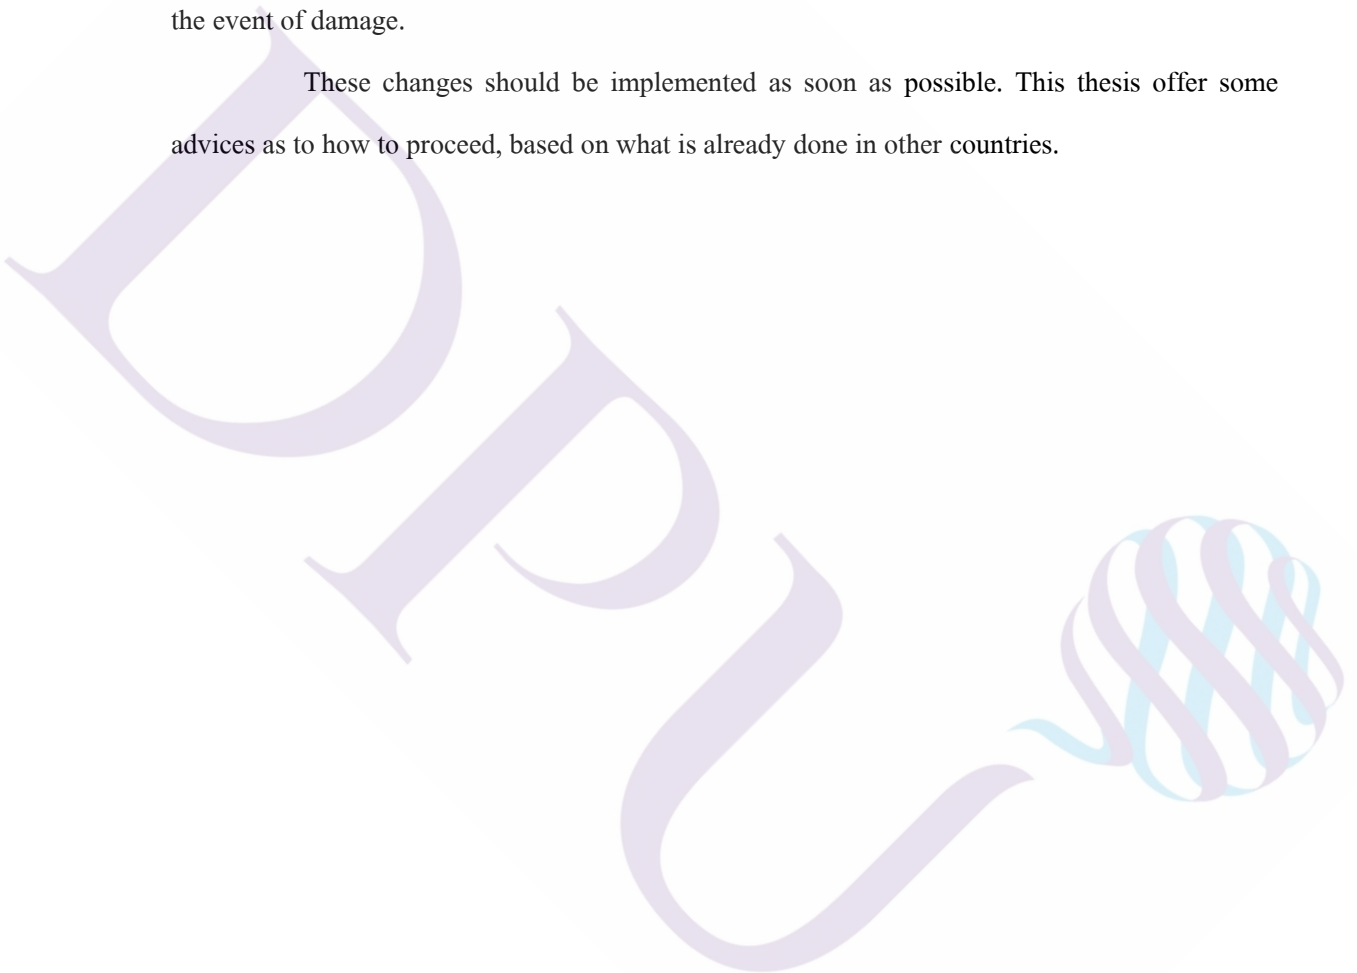 the event of damage.
These changes should be implemented as soon as possible. This thesis offer some
advices as to how to proceed, based on what is already done in other countries.
DPU